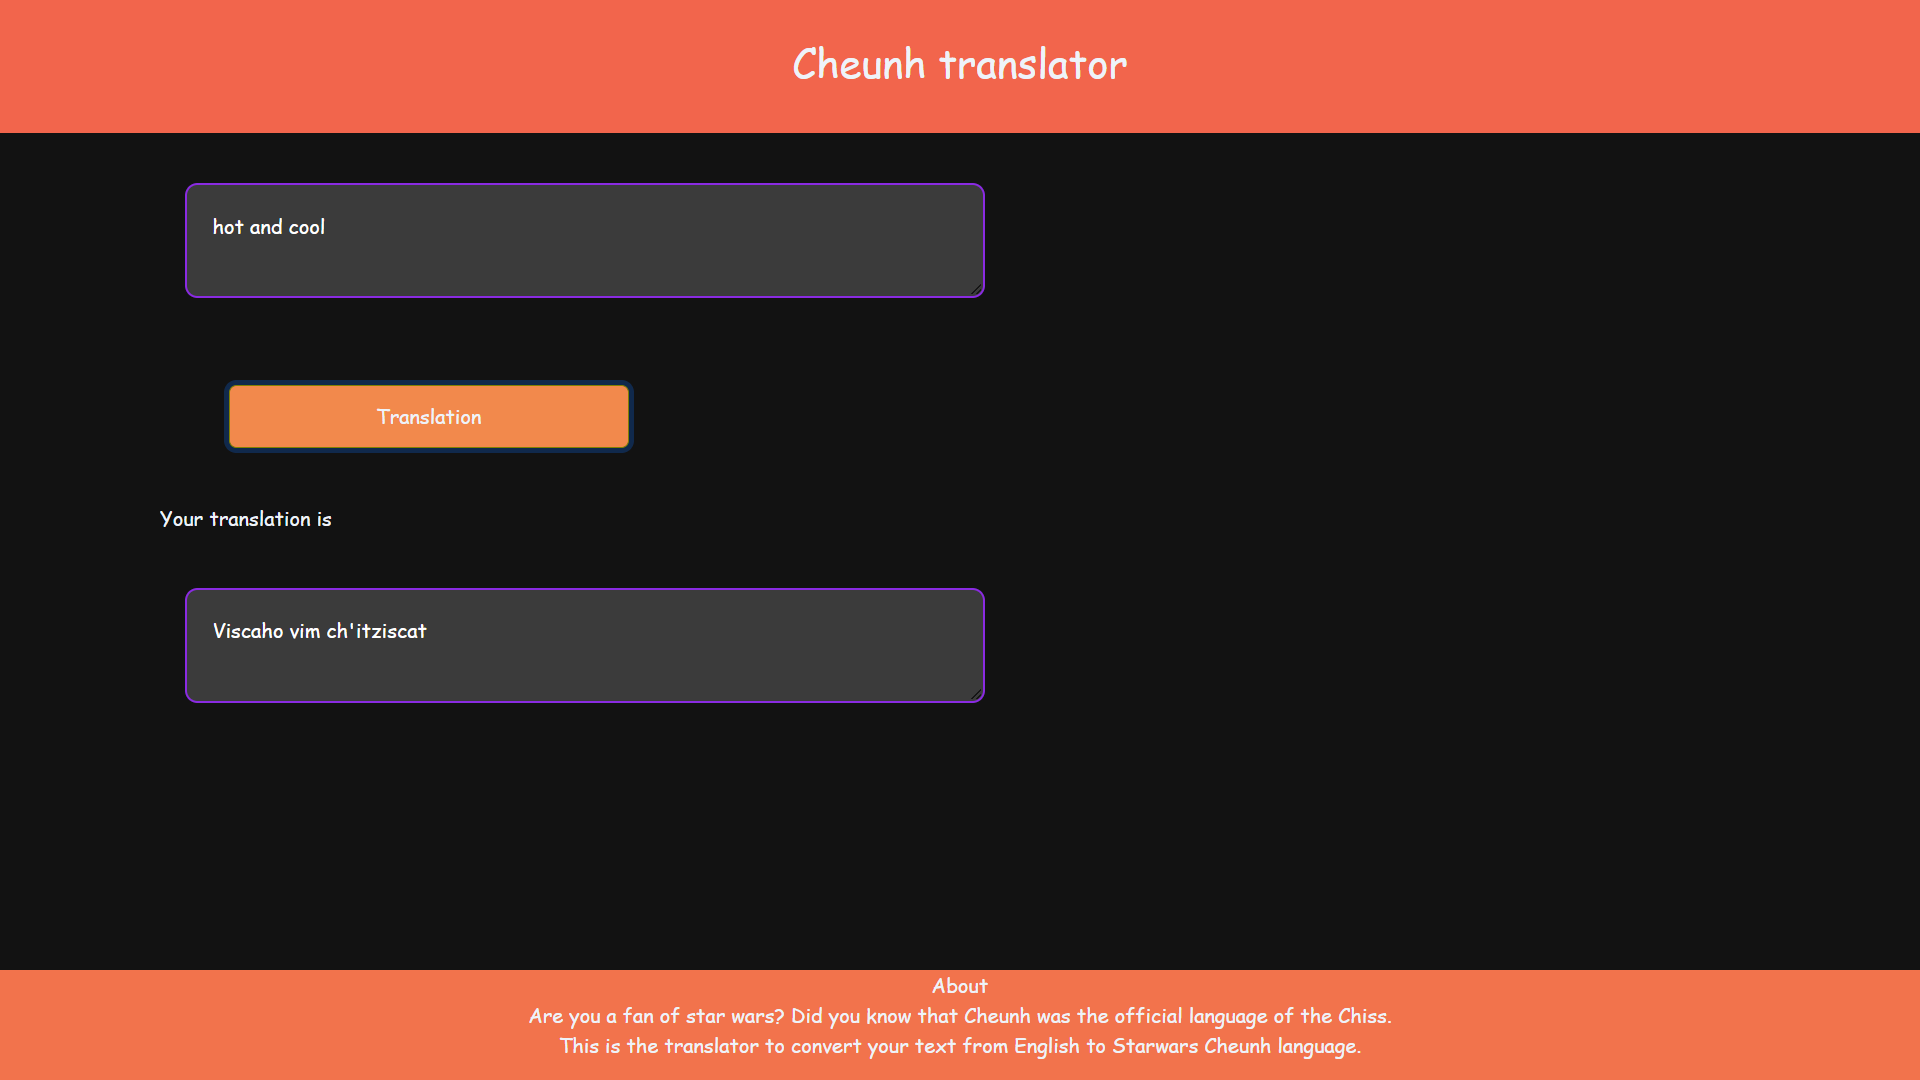 Cheunh translator
hot and cool
Translation
Your translation is
Viscaho vim ch'itziscat
About
Are you a fan of star wars? Did you know that Cheunh was the official language of the Chiss.
This is the translator to convert your text from English to Starwars Cheunh language.